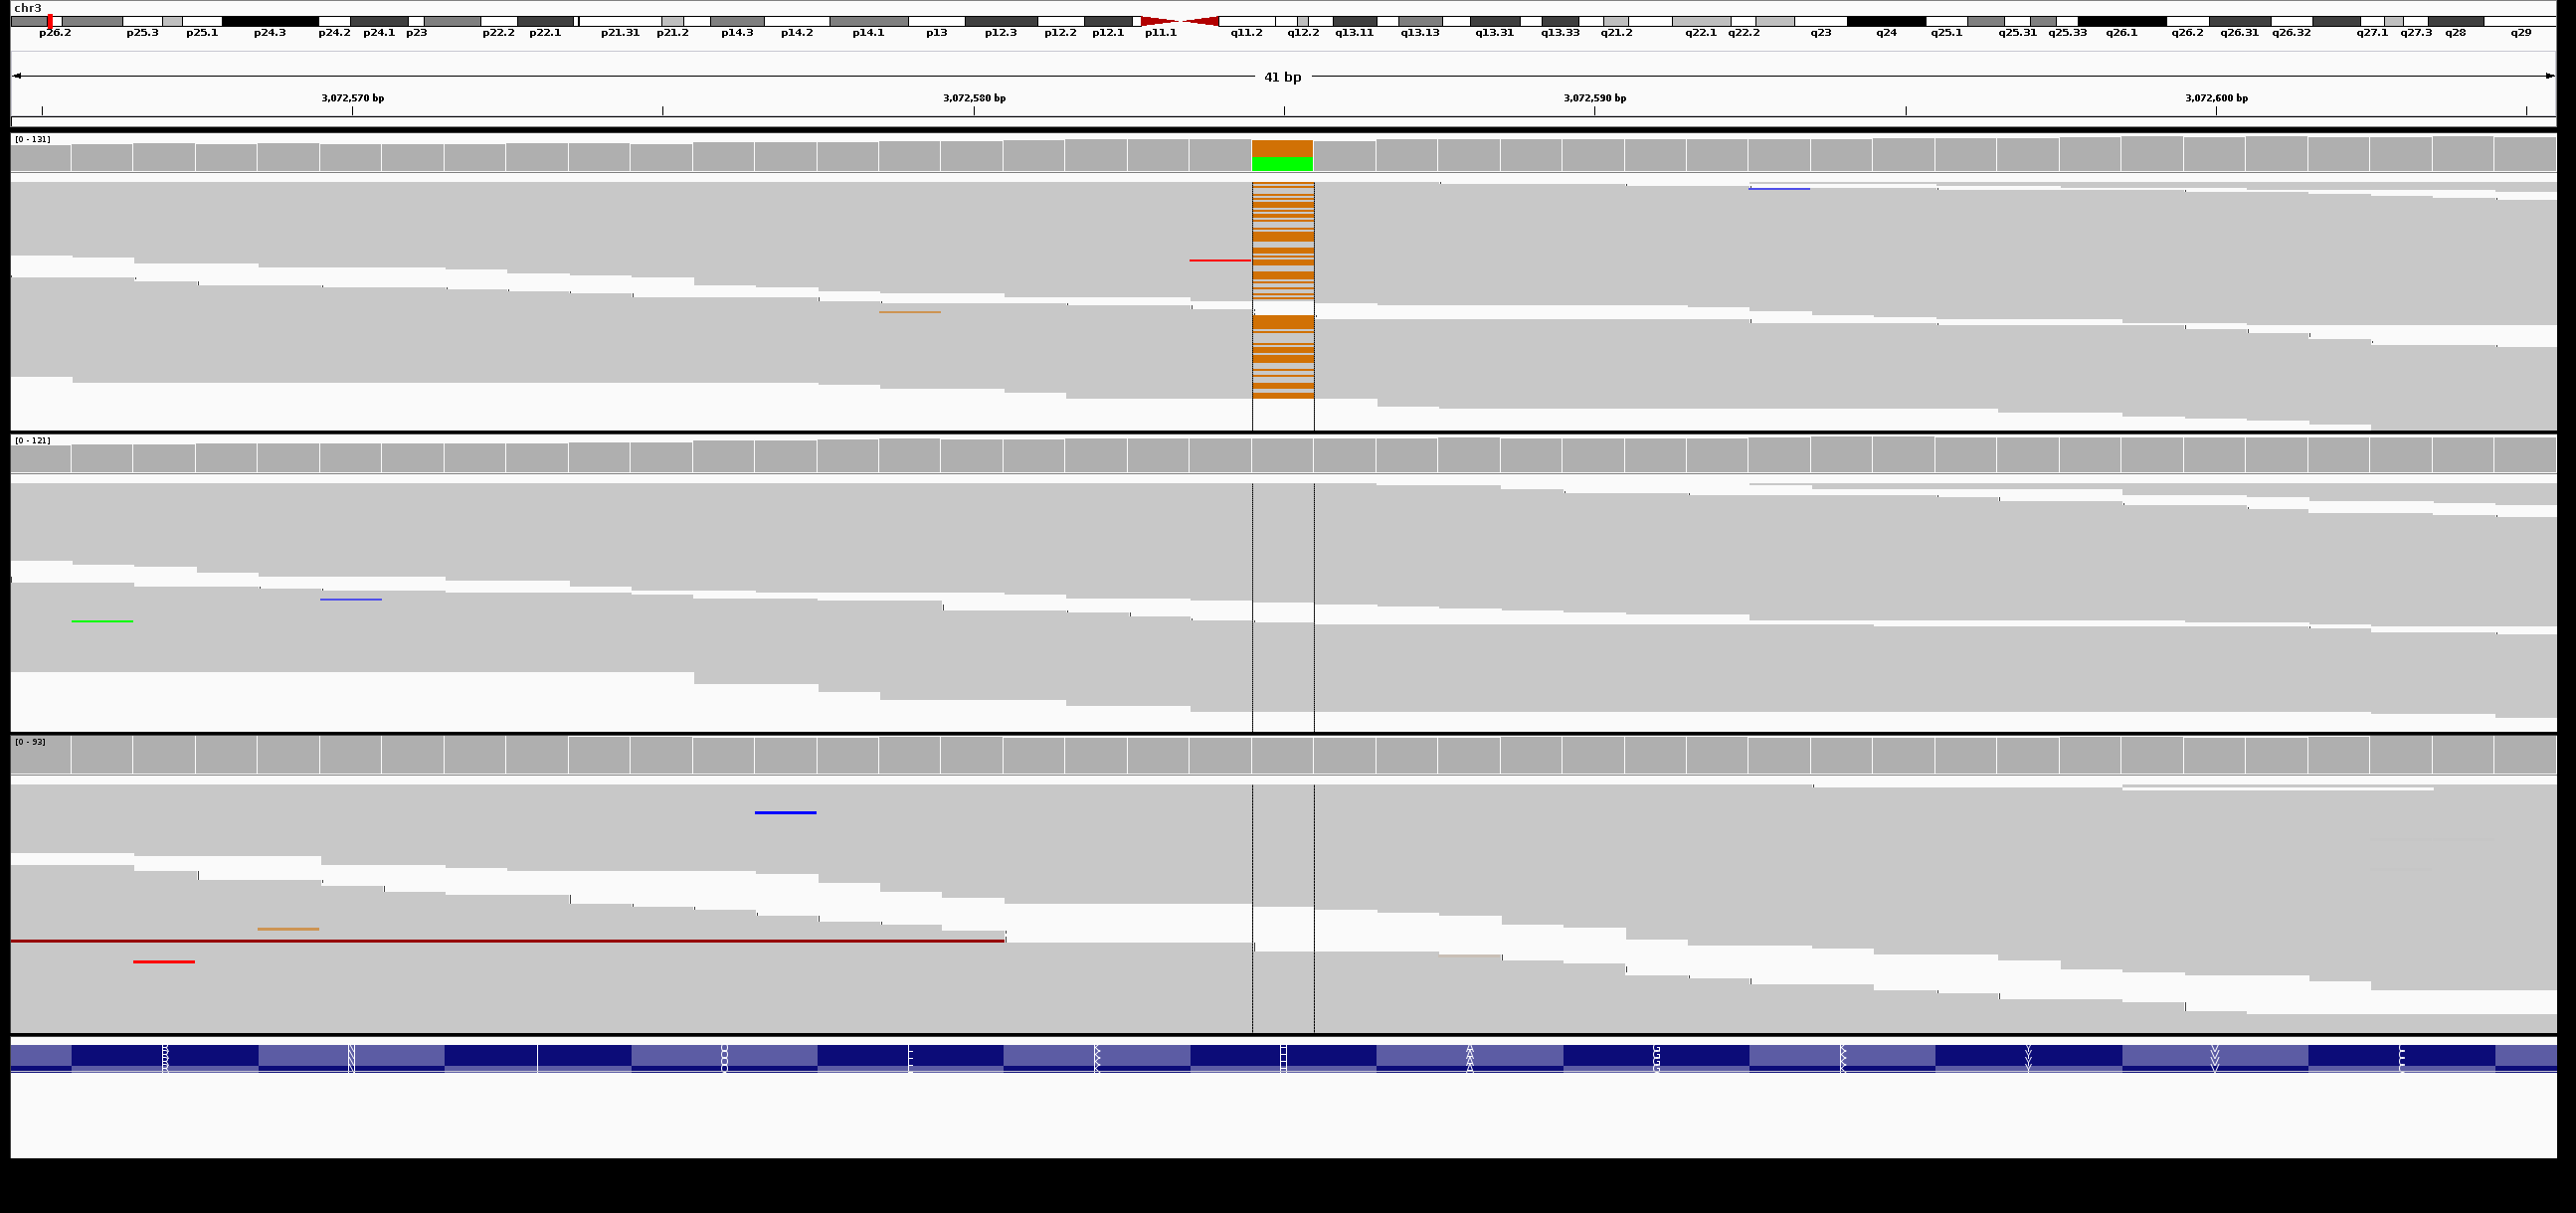 chr3
p26.2 p25.3 p25.1 p24.3 p24.2 p24.1 p23 p22.2 p22.1 p21.31 p21.2 p14.3 p14.2 p14.1 p13 p12.3 p12.2 p12.1 p11.1 q11.2 q12.2 q13.11 q13.13 q13.31 q13.33 q21.2 q22.1 q22.2 q23 q24 q25.1 q25.31 q25.33 q26.1 q26.2 q26.31 q26.32 q27.1 q27.3 q28 q29
41 bp
3,072,570 bp 3,072,580 bp 3,072,590 bp 3,072,600 bp
[0 - 131]
[0 - 121]
[0 - 93]